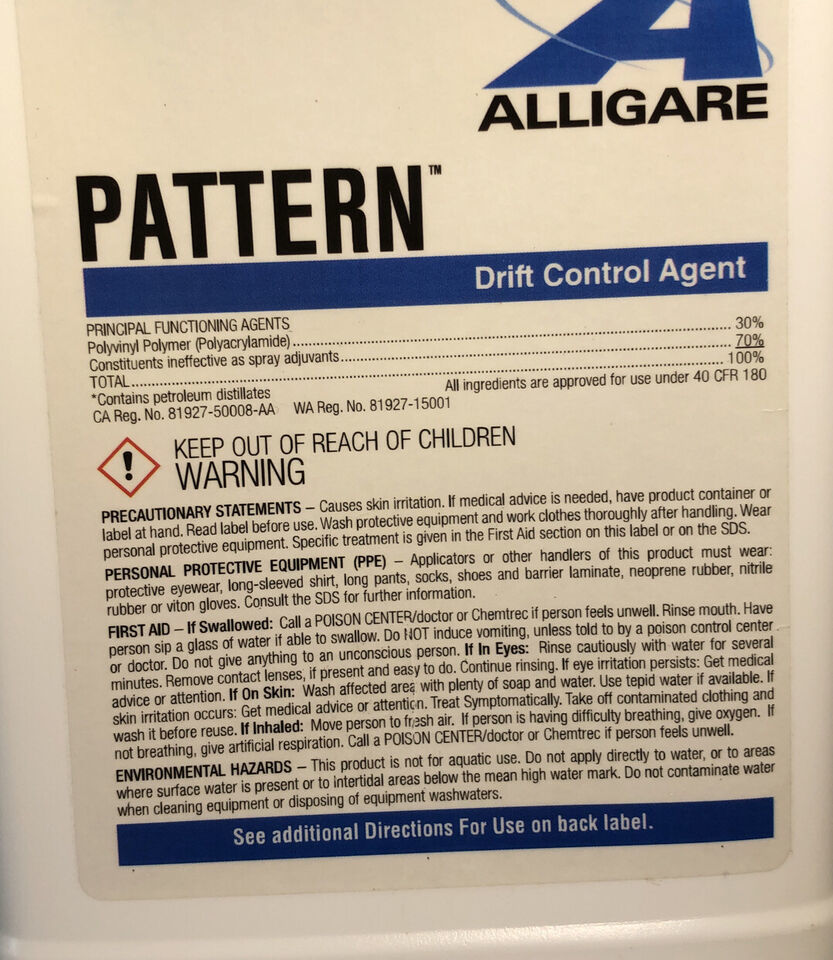 ALLIGARE
PATTERN™
Drift Control Agent
PRINCIPAL FUNCTIONING AGENTS
Polyvinyl Polymer (Polyacrylamide) ........ 30%
Constituents ineffective as spray adjuvants ........ 70%
TOTAL ........ 100%
*Contains petroleum distillates All ingredients are approved for use under 40 CFR 180
CA Reg. No. 81927-50008-AA WA Reg. No. 81927-15001
KEEP OUT OF REACH OF CHILDREN
WARNING
PRECAUTIONARY STATEMENTS – Causes skin irritation. If medical advice is needed, have product container or
label at hand. Read label before use. Wash protective equipment and work clothes thoroughly after handling. Wear
personal protective equipment. Specific treatment is given in the First Aid section on this label or on the SDS.
PERSONAL PROTECTIVE EQUIPMENT (PPE) – Applicators or other handlers of this product must wear:
protective eyewear, long-sleeved shirt, long pants, socks, shoes and barrier laminate, neoprene rubber, nitrile
rubber or viton gloves. Consult the SDS for further information.
FIRST AID – If Swallowed: Call a POISON CENTER/doctor or Chemtrec if person feels unwell. Rinse mouth. Have
person sip a glass of water if able to swallow. Do NOT induce vomiting, unless told to by a poison control center
or doctor. Do not give anything to an unconscious person. If In Eyes: Rinse cautiously with water for several
minutes. Remove contact lenses, if present and easy to do. Continue rinsing. If eye irritation persists: Get medical
advice or attention. If On Skin: Wash affected area with plenty of soap and water. Use tepid water if available. If
skin irritation occurs: Get medical advice or attention. Treat Symptomatically. Take off contaminated clothing and
wash it before reuse. If Inhaled: Move person to fresh air. If person is having difficulty breathing, give oxygen. If
not breathing, give artificial respiration. Call a POISON CENTER/doctor or Chemtrec if person feels unwell.
ENVIRONMENTAL HAZARDS – This product is not for aquatic use. Do not apply directly to water, or to areas
where surface water is present or to intertidal areas below the mean high water mark. Do not contaminate water
when cleaning equipment or disposing of equipment washwaters.
See additional Directions For Use on back label.